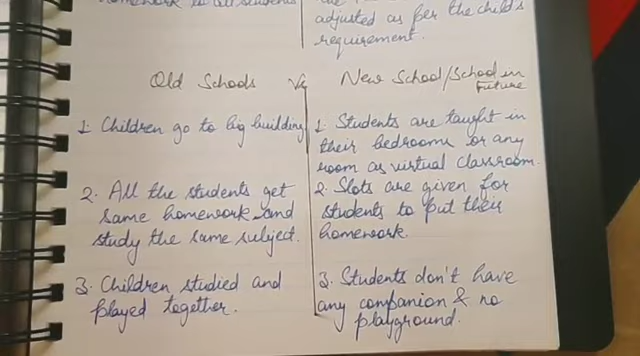 adjusted as per the child's
requirement.
Old Schools Vs New School/School in
Future
1. Children go to big building
2. All the students get
same homework and
study the same subject.
3. Children studied and
played together.
1. Students are taught in
their bedrooms or any
room as virtual classroom.
2. Slots are given for
students to put their
homework.
3. Students don't have
any companion & no
playground.